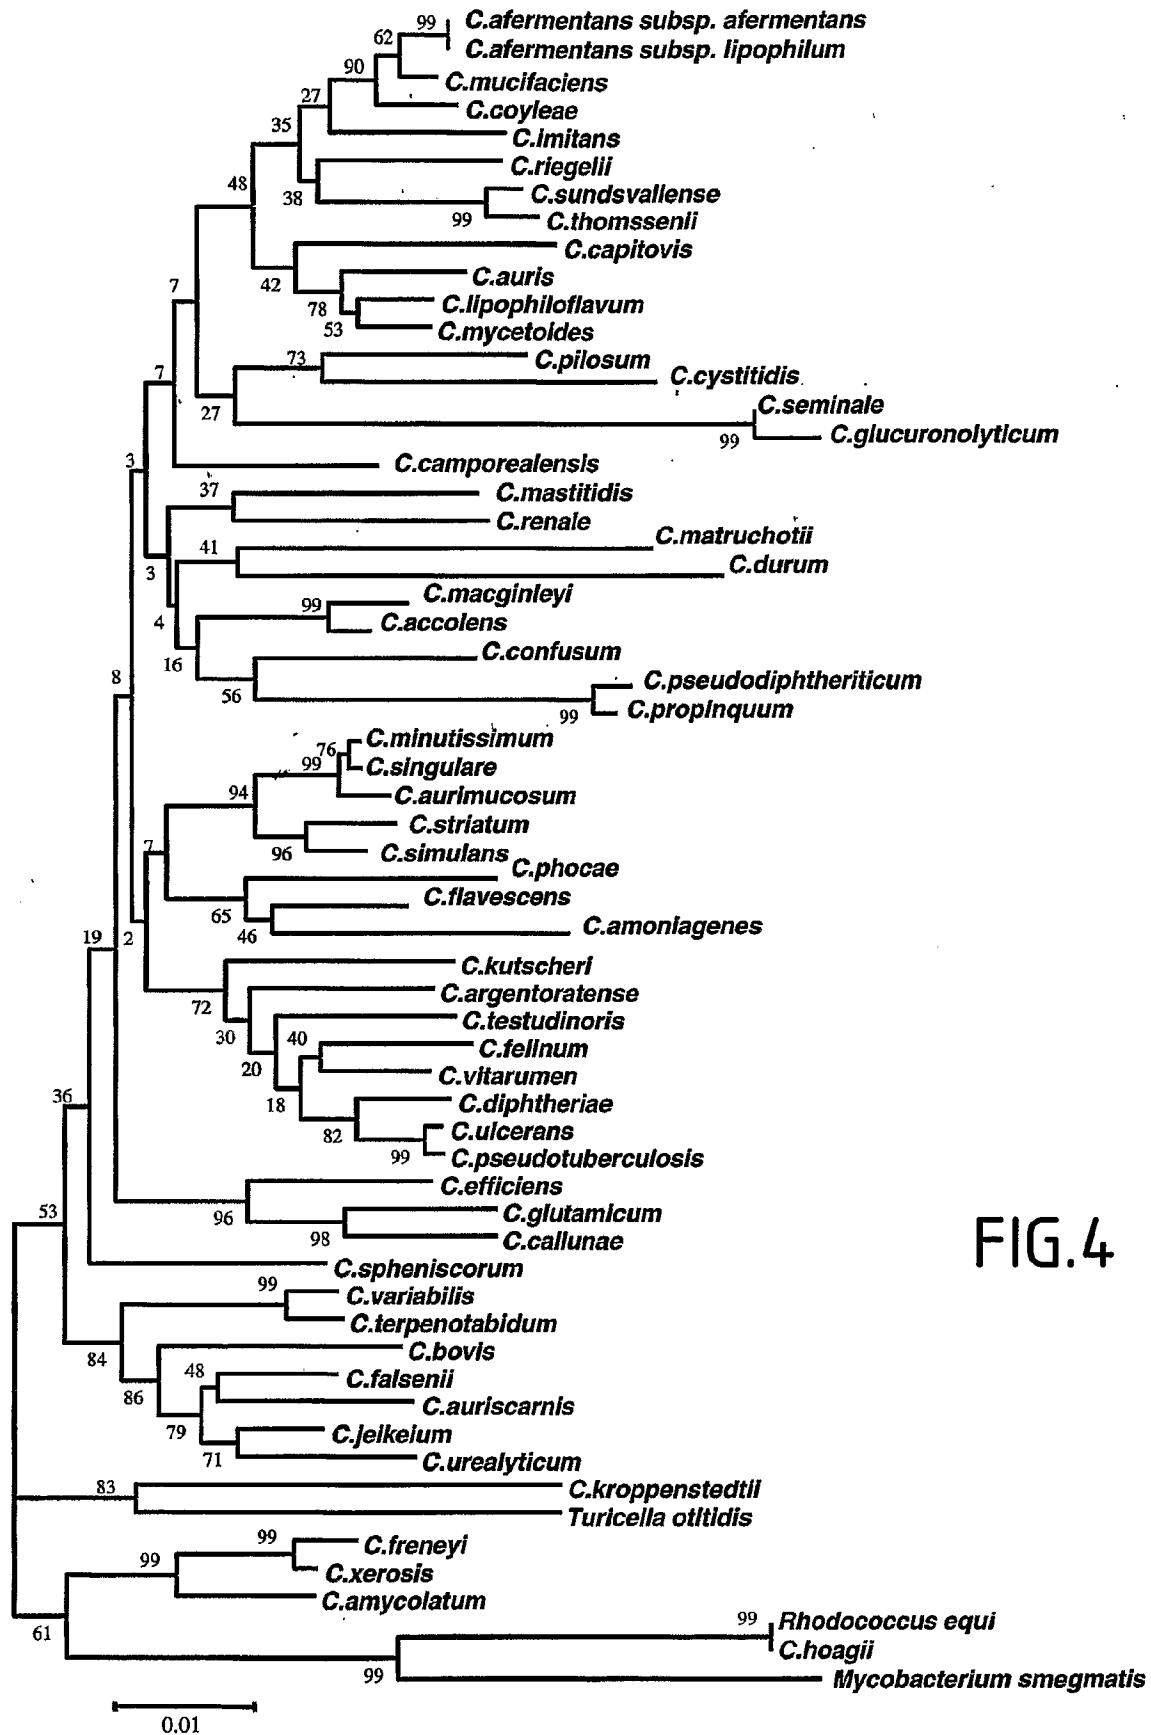 99 C.afermentans subsp. afermentans
62 C.afermentans subsp. lipophilum
90 C.mucifaciens
27 C.coyleae
35 C.imitans
C.riegelii
48 38 C.sundsvallense
99 C.thomssenii
C.capitovis
42 C.auris
7 78 C.lipophiloflavum
53 C.mycetoides
73 C.pilosum
7 C.cystitidis
27 C.seminale
99 C.glucuronolyticum
3 C.camporealensis
37 C.mastitidis
C.renale
41 C.matruchotii
3 C.durum
99 C.macginleyi
4 C.accolens
16 C.confusum
8 56 C.pseudodiphtheriticum
99 C.propinquum
76 C.minutissimum
99 C.singulare
94 C.aurimucosum
C.striatum
7 96 C.simulans
C.phocae
65 C.flavescens
19 2 46 C.amoniagenes
C.kutscheri
72 C.argentoratense
30 C.testudinoris
40 C.felinum
20 C.vitarumen
36 18 C.diphtheriae
82 C.ulcerans
99 C.pseudotuberculosis
C.efficiens
53 96 C.glutamicum
98 C.callunae
FIG.4
C.spheniscorum
99 C.variabilis
C.terpenotabidum
84 C.bovis
48 C.falsenii
86 C.auriscarnis
79 C.jeikeium
71 C.urealyticum
83 C.kroppenstedtii
Turicella otitidis
99 C.freneyi
99 C.xerosis
C.amycolatum
61 99 Rhodococcus equi
C.hoagii
99 Mycobacterium smegmatis
0.01